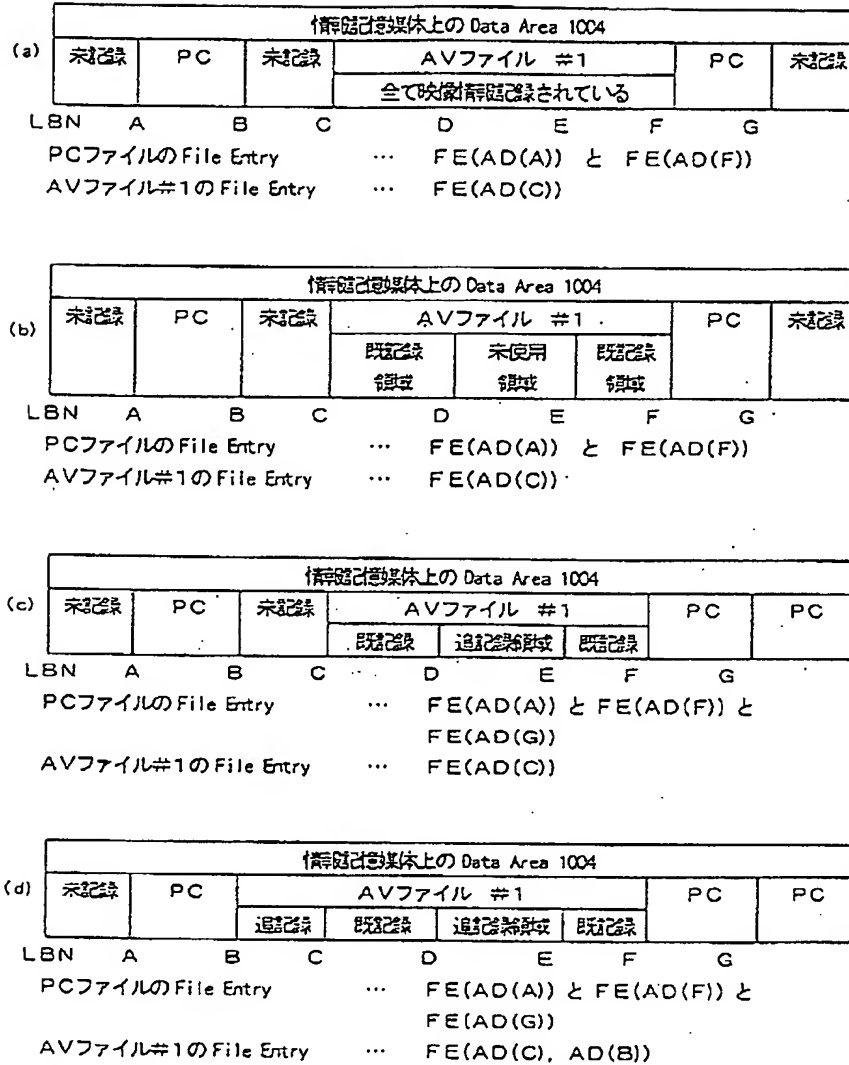 情報記憶媒体上の Data Area 1004
(a) 未記録 PC 未記録 AVファイル #1 PC 未記録
全て映像情報記録されている
LBN A B C D E F G
PCファイルのFile Entry … FE(AD(A)) と FE(AD(F))
AVファイル#1のFile Entry … FE(AD(C))
情報記憶媒体上の Data Area 1004
(b) 未記録 PC 未記録 AVファイル #1 PC 未記録
既記録 未使用 既記録
領域 領域 領域
LBN A B C D E F G
PCファイルのFile Entry … FE(AD(A)) と FE(AD(F))
AVファイル#1のFile Entry … FE(AD(C))
情報記憶媒体上の Data Area 1004
(c) 未記録 PC 未記録 AVファイル #1 PC PC
既記録 追記録領域 既記録
LBN A B C D E F G
PCファイルのFile Entry … FE(AD(A)) と FE(AD(F)) と
FE(AD(G))
AVファイル#1のFile Entry … FE(AD(C))
情報記憶媒体上の Data Area 1004
(d) 未記録 PC AVファイル #1 PC PC
追記録 既記録 追記録領域 既記録
LBN A B C D E F G
PCファイルのFile Entry … FE(AD(A)) と FE(AD(F)) と
FE(AD(G))
AVファイル#1のFile Entry … FE(AD(C), AD(B))